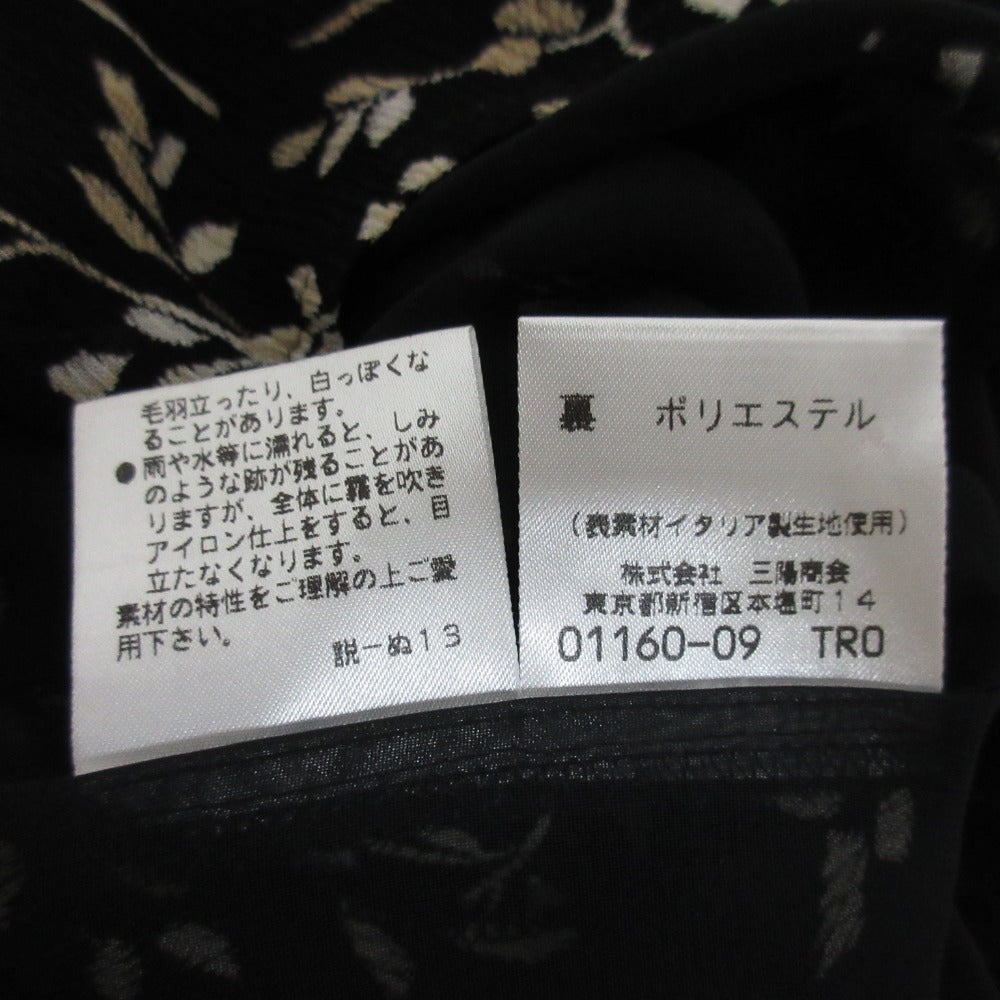 毛羽立ったり、白っぽくな
ることがあります。
●雨や水等に濡れると、しみ
のような跡が残ることがあ
りますが、全体に霧を吹き
アイロン仕上をすると、目
立たなくなります。
素材の特性をご理解の上ご愛
用下さい。
説ーぬ13
裏 ポリエステル
(表素材イタリア製生地使用)
株式会社 三陽商会
東京都新宿区本塩町14
01160-09 TRO